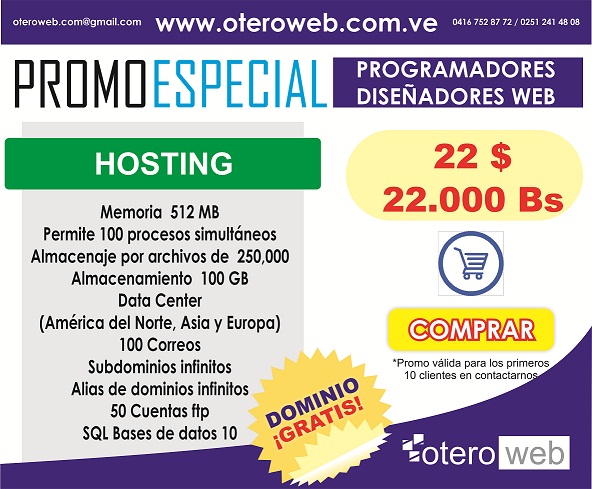 oteroweb.com@gmail.com
www.oteroweb.com.ve
0416 752 87 72 / 0251 241 48 08
PROMOESPECIAL
PROGRAMADORES
DISEÑADORES WEB
HOSTING
Memoria 512 MB
Permite 100 procesos simultáneos
Almacenaje por archivos de 250,000
Almacenamiento 100 GB
Data Center
(América del Norte, Asia y Europa)
100 Correos
Subdominios infinitos
Alias de dominios infinitos
50 Cuentas ftp
SQL Bases de datos 10
22 $
22.000 Bs
COMPRAR
*Promo válida para los primeros
10 clientes en contactarnos.
DOMINIO
¡GRATIS!
otero web